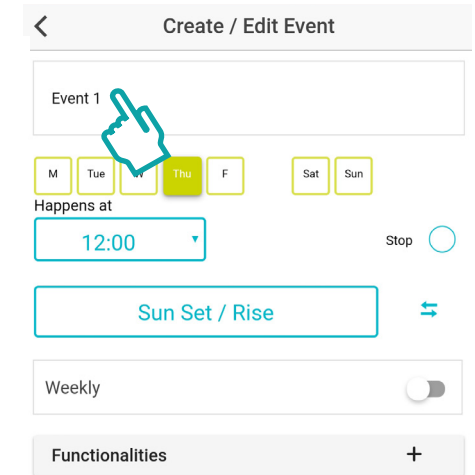 Create / Edit Event
Event 1
M Tue W Thu F Sat Sun
Happens at
12:00
Stop
Sun Set / Rise
Weekly
Functionalities +